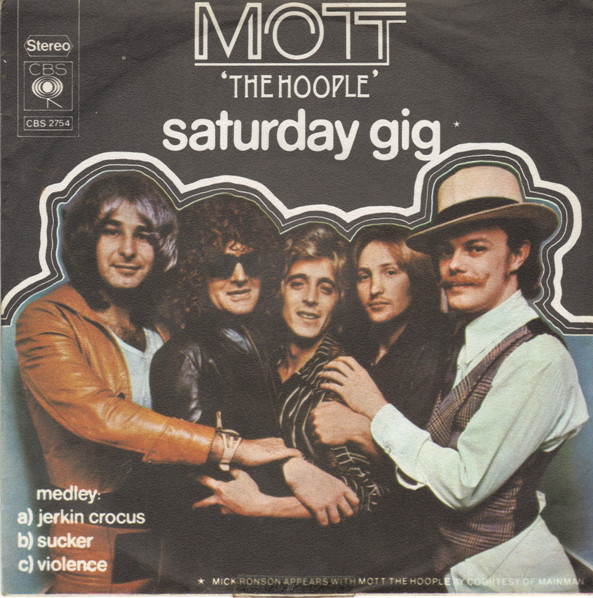 MOTT
Stereo
'THE HOOPLE'
CBS
saturday gig *
CBS 2754
medley:
a) jerkin crocus
b) sucker
c) violence
* MICK RONSON APPEARS WITH MOTT THE HOOPLE BY COURTESY OF MAINMAN